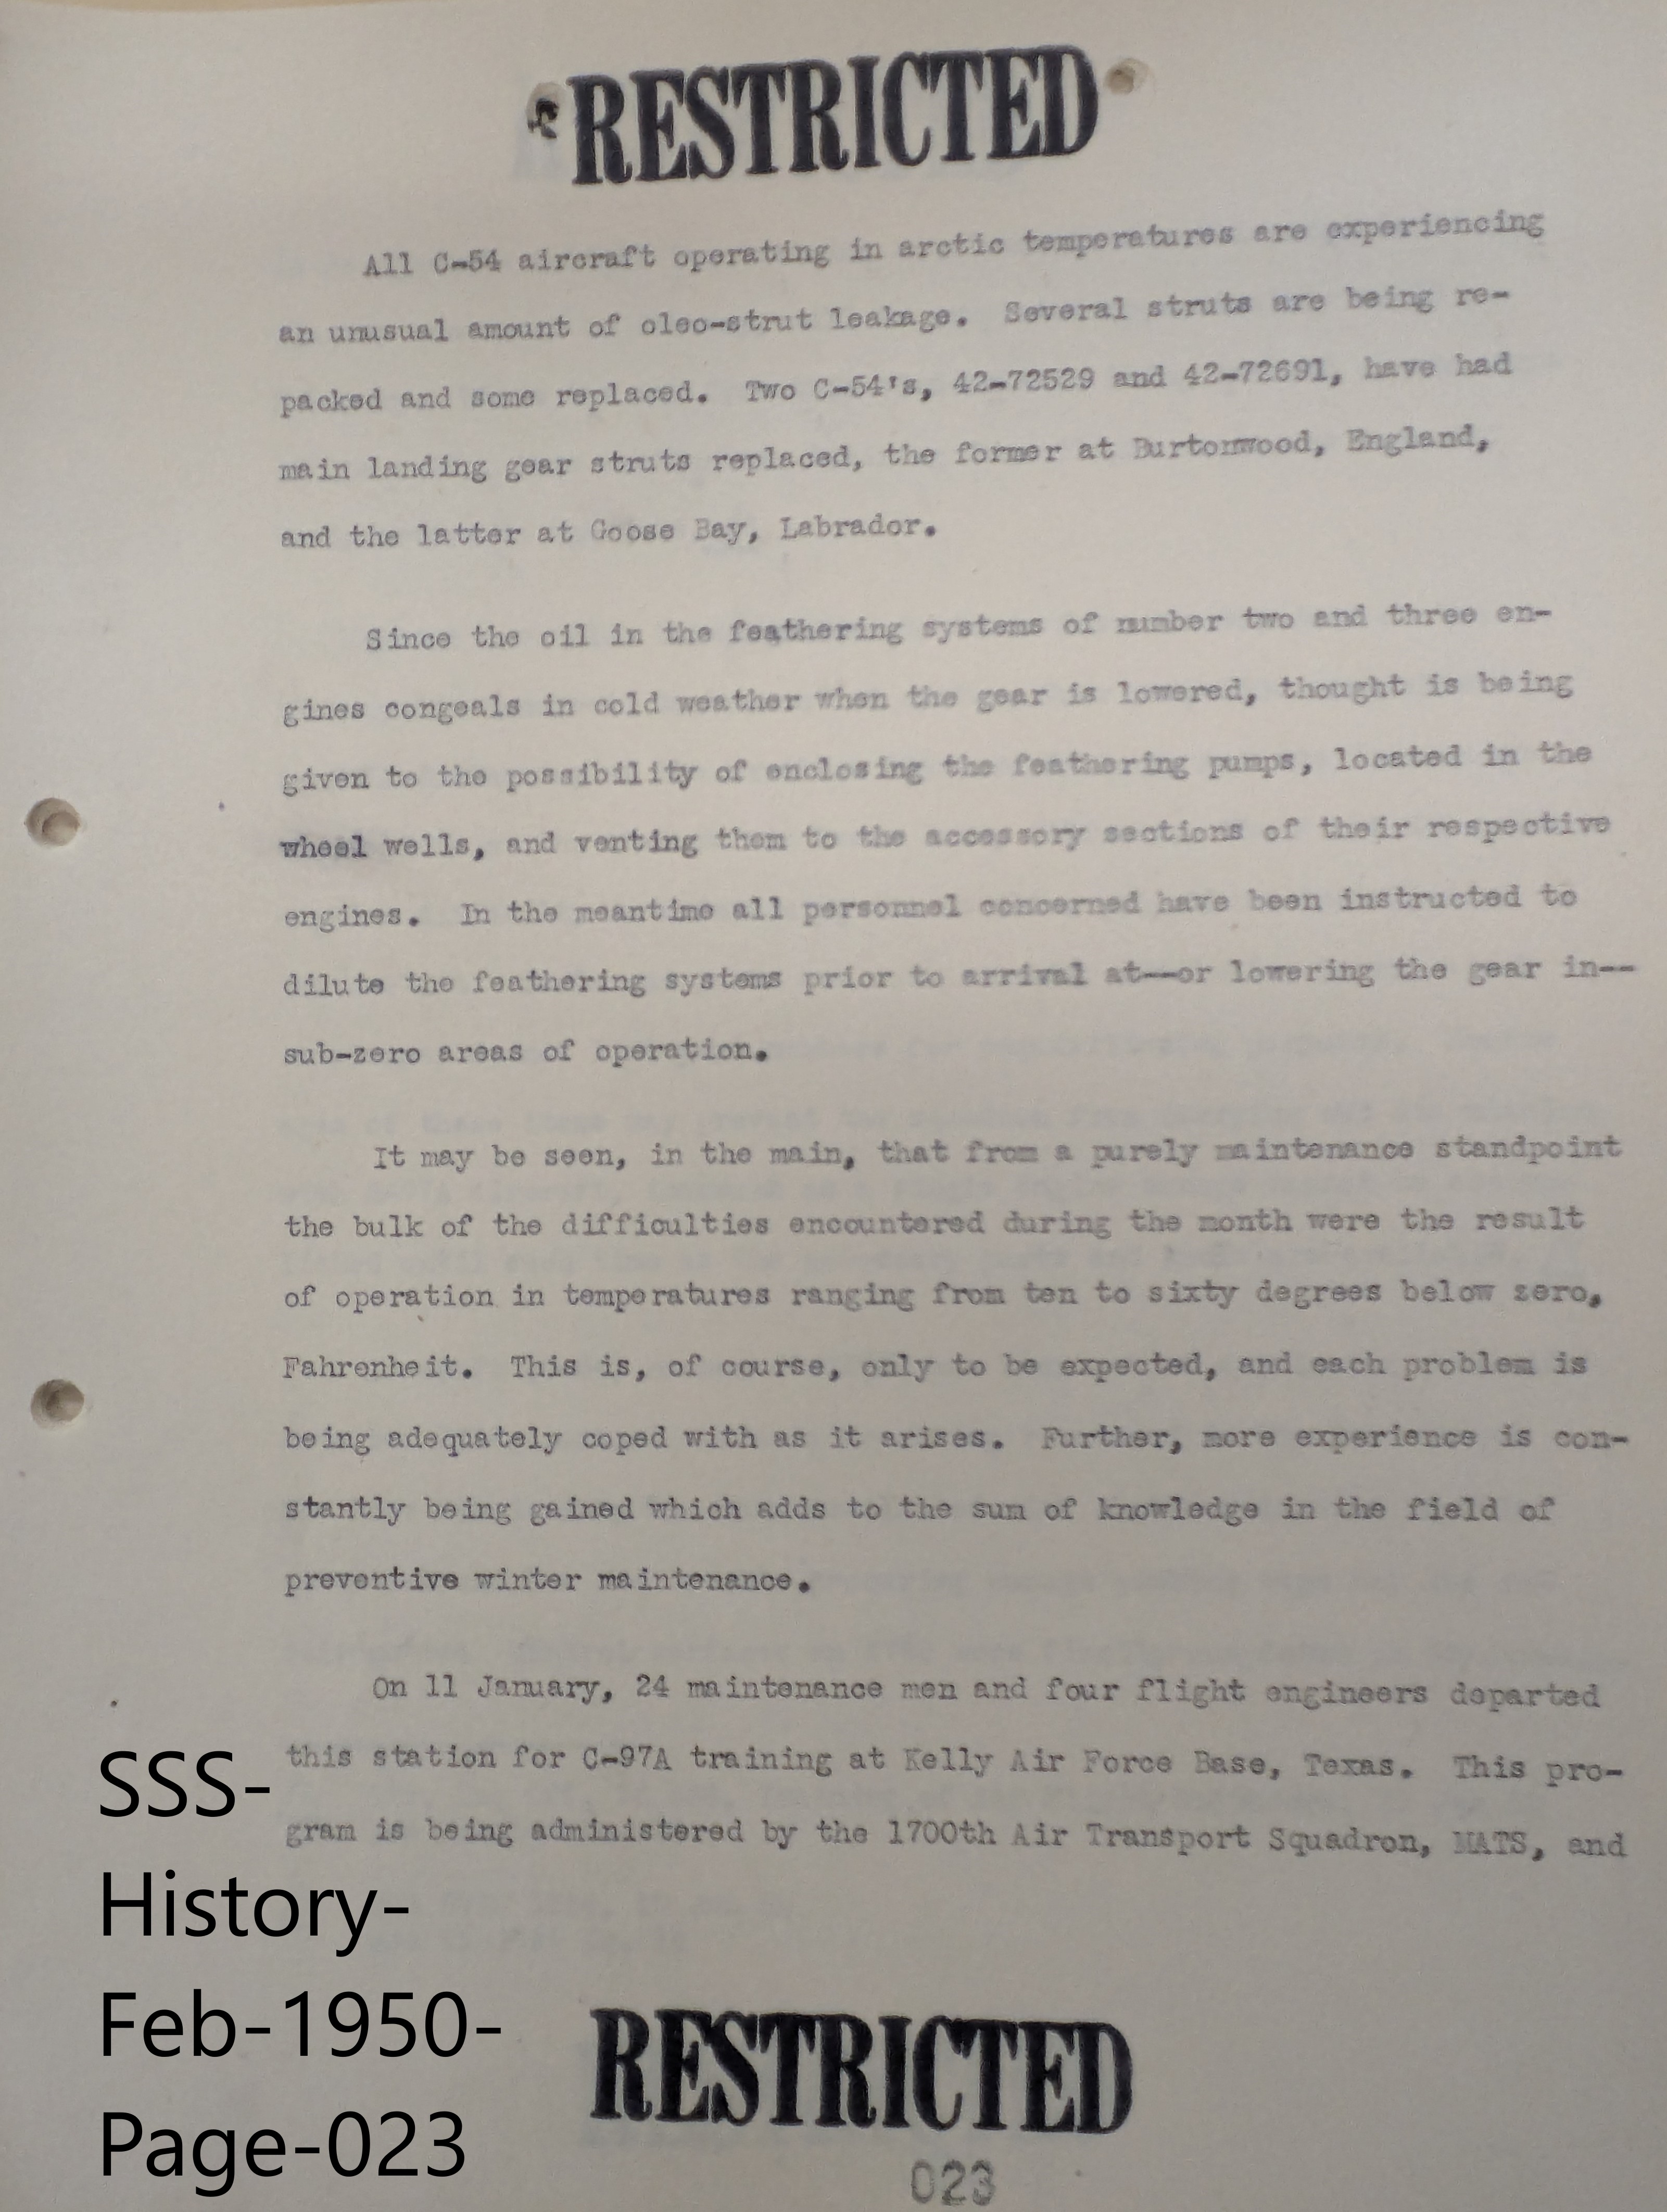 RESTRICTED
All C-54 aircraft operating in arctic temperatures are experiencing
an unusual amount of oleo-strut leakage. Several struts are being re-
packed and some replaced. Two C-54's, 42-72529 and 42-72691, have had
main landing gear struts replaced, the former at Burtonwood, England,
and the latter at Goose Bay, Labrador.
Since the oil in the feathering systems of number two and three en-
gines congeals in cold weather when the gear is lowered, thought is being
given to the possibility of enclosing the feathering pumps, located in the
wheel wells, and venting them to the accessory sections of their respective
engines. In the meantime all personnel concerned have been instructed to
dilute the feathering systems prior to arrival at--or lowering the gear in--
sub-zero areas of operation.
It may be seen, in the main, that from a purely maintenance standpoint
the bulk of the difficulties encountered during the month were the result
of operation in temperatures ranging from ten to sixty degrees below zero,
Fahrenheit. This is, of course, only to be expected, and each problem is
being adequately coped with as it arises. Further, more experience is con-
stantly being gained which adds to the sum of knowledge in the field of
preventive winter maintenance.
On 11 January, 24 maintenance men and four flight engineers departed
this station for C-97A training at Kelly Air Force Base, Texas. This pro-
gram is being administered by the 1700th Air Transport Squadron, MATS, and
SSS-
History-
Feb-1950-
Page-023
RESTRICTED
023